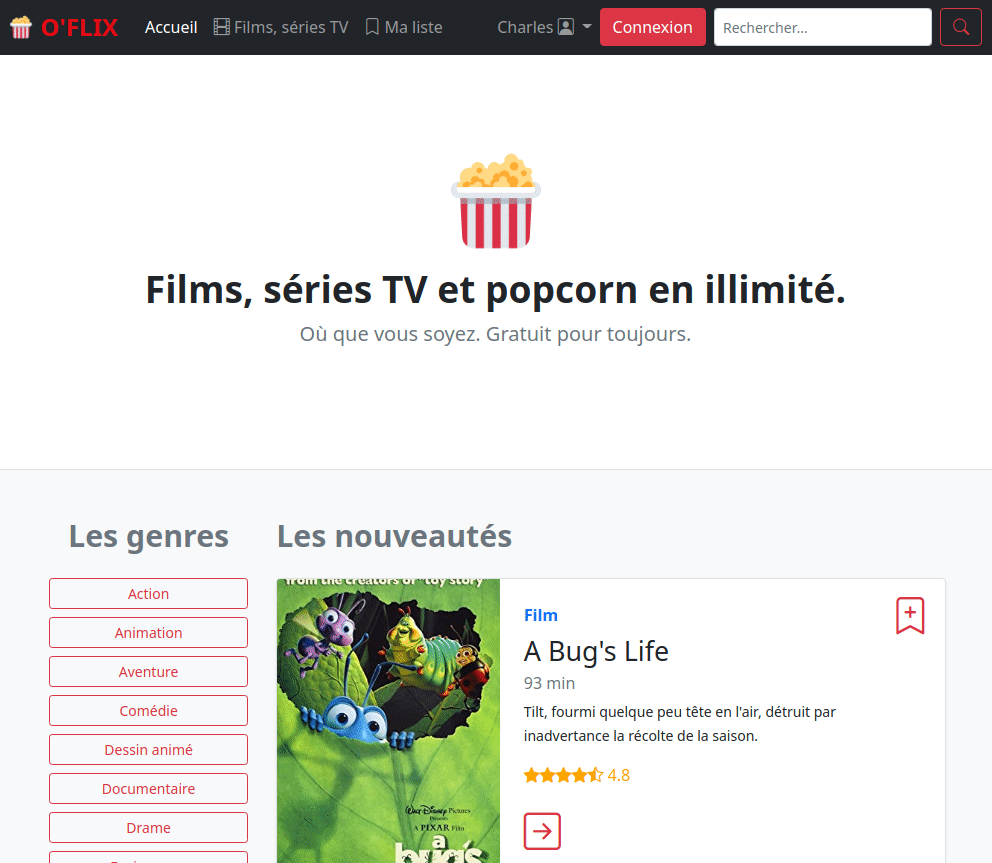 O'FLIX Accueil Films, séries TV Ma liste Charles Connexion Rechercher...
Films, séries TV et popcorn en illimité.
Où que vous soyez. Gratuit pour toujours.
Les genres
Action
Animation
Aventure
Comédie
Dessin animé
Documentaire
Drame
Les nouveautés
from the creators of "toy story"
Walt Disney Pictures
Presents
A PIXAR Film
a
bug's
Film
A Bug's Life
93 min
Tilt, fourmi quelque peu tête en l'air, détruit par
inadvertance la récolte de la saison.
4.8